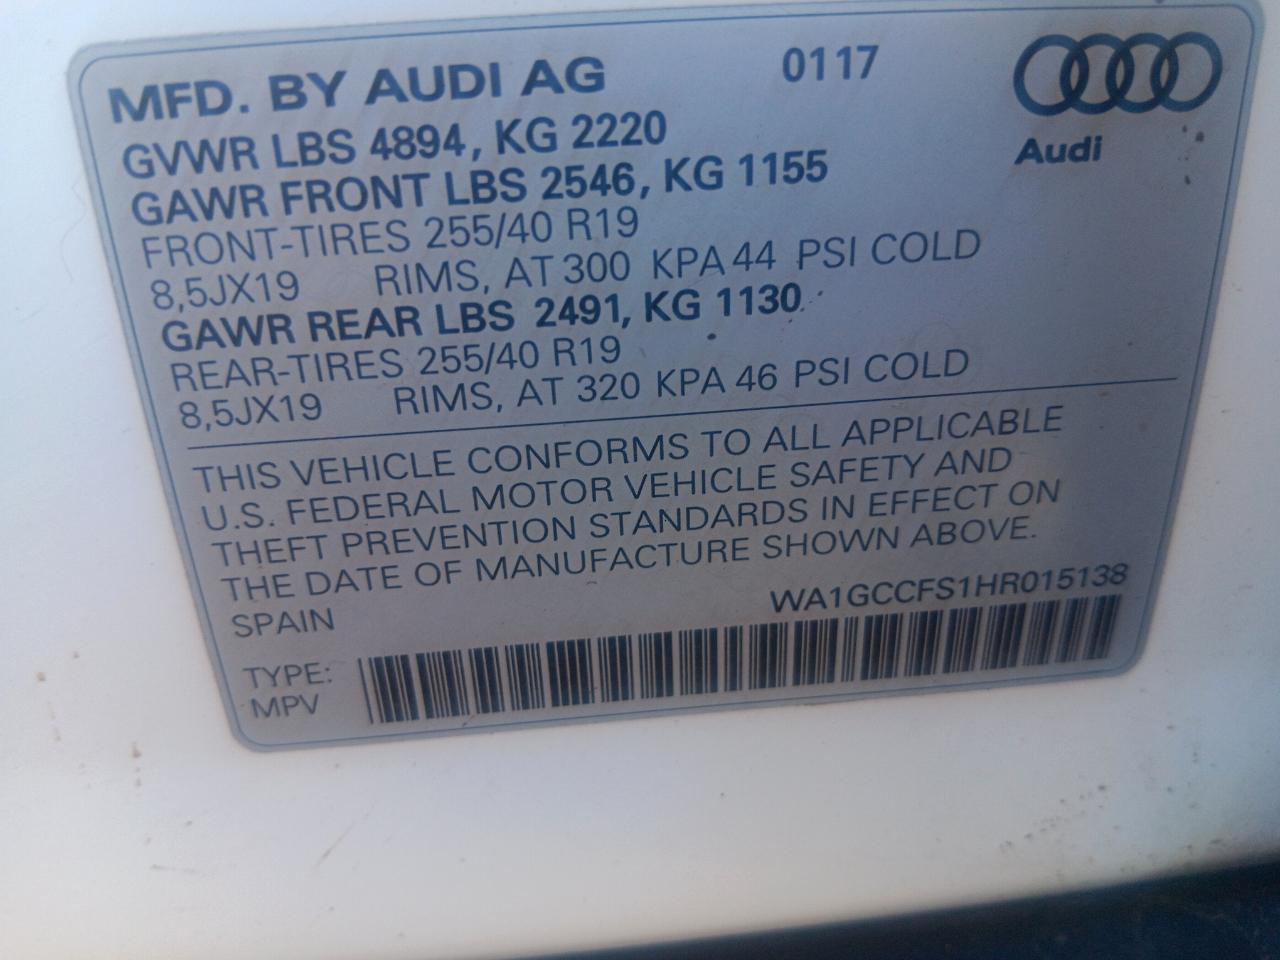 MFD. BY AUDI AG 0117
Audi
GVWR LBS 4894, KG 2220
GAWR FRONT LBS 2546, KG 1155
FRONT-TIRES 255/40 R19
8,5JX19 RIMS, AT 300 KPA 44 PSI COLD
GAWR REAR LBS 2491, KG 1130
REAR-TIRES 255/40 R19
8,5JX19 RIMS, AT 320 KPA 46 PSI COLD
THIS VEHICLE CONFORMS TO ALL APPLICABLE
U.S. FEDERAL MOTOR VEHICLE SAFETY AND
THEFT PREVENTION STANDARDS IN EFFECT ON
THE DATE OF MANUFACTURE SHOWN ABOVE.
SPAIN WA1GCCFS1HR015138
TYPE:
MPV